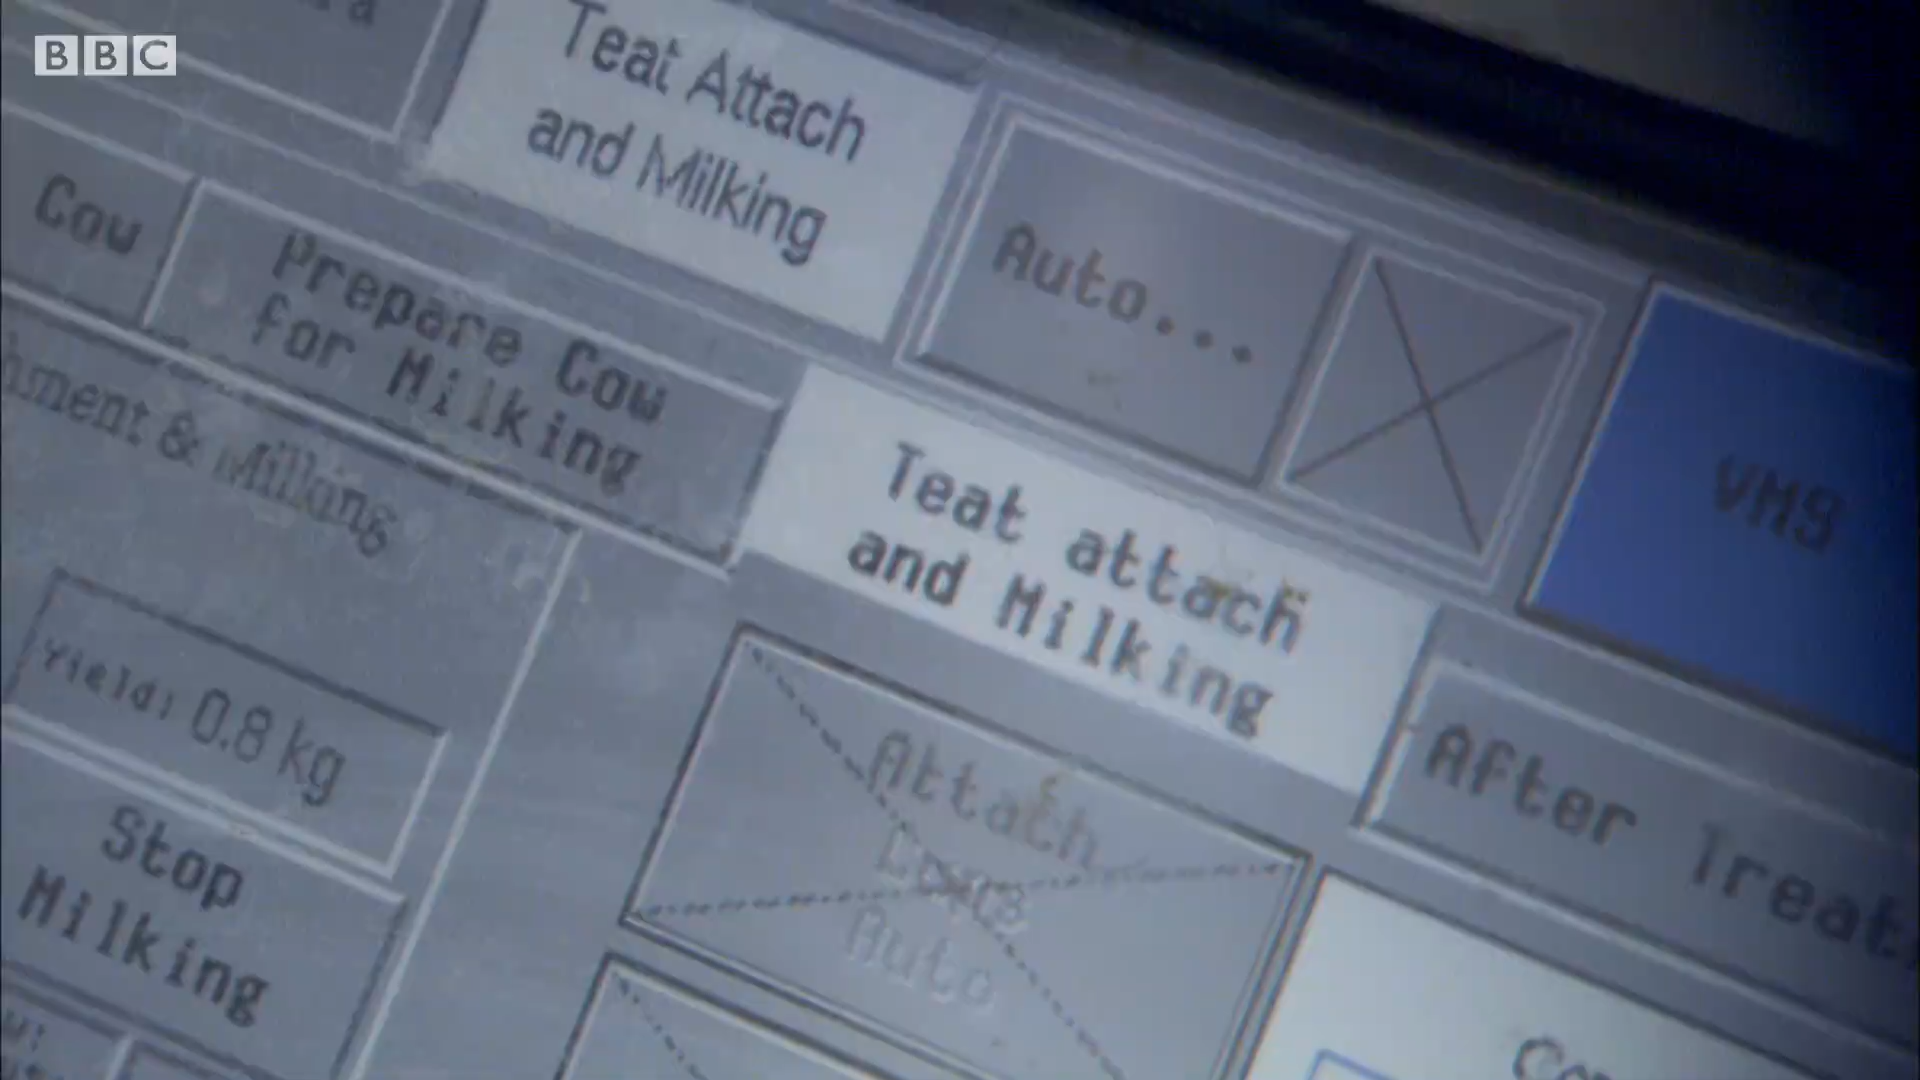 BBC
Teat Attach
and Milking
Auto...
VMS
Cow
Prepare Cow
for Milking
Teat attach
and Milking
After Treat
Yield: 0.8 kg
Stop
Milking
Attach
Auto